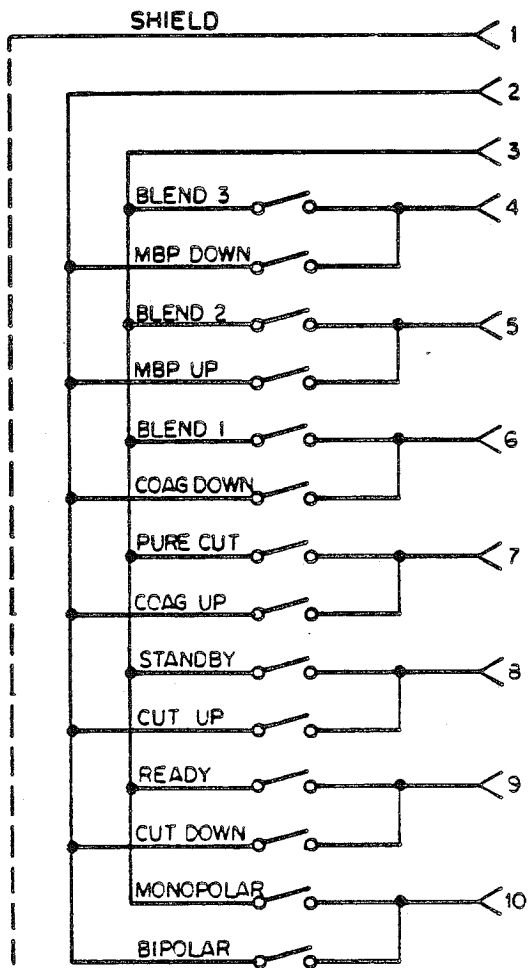 SHIELD
1
2
3
BLEND 3
4
MBP DOWN
BLEND 2
5
MBP UP
BLEND 1
6
COAG DOWN
PURE CUT
7
COAG UP
STANDBY
8
CUT UP
READY
9
CUT DOWN
MONOPOLAR
10
BIPOLAR